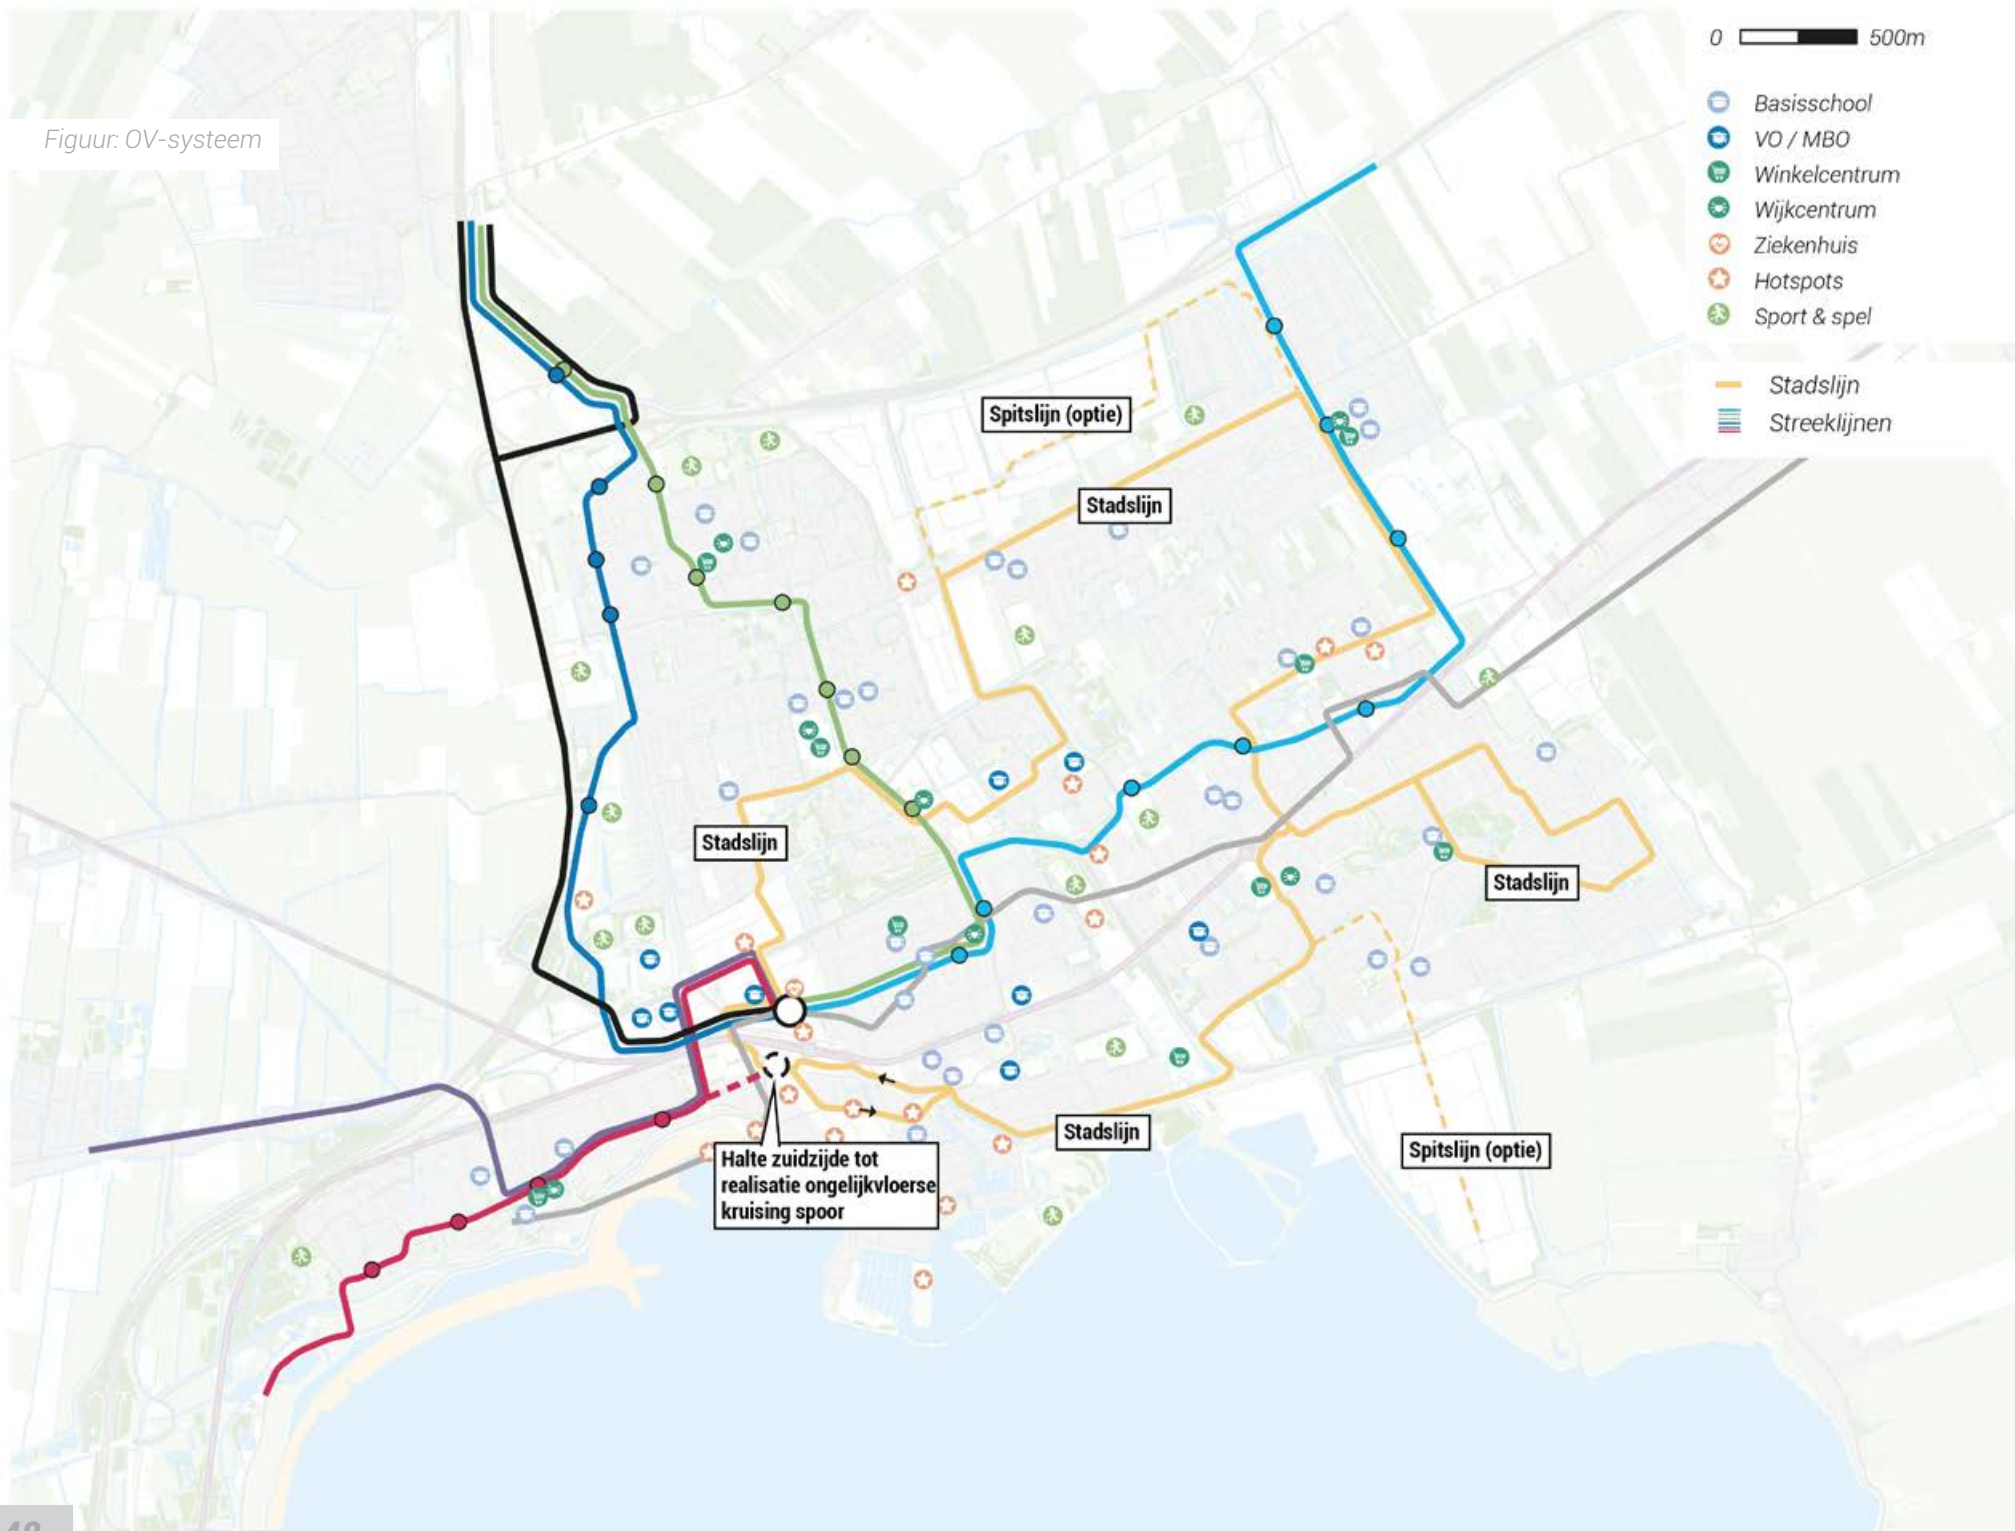 0 500m
Basisschool
VO / MBO
Winkelcentrum
Wijkcentrum
Ziekenhuis
Hotspots
Sport & spel
Stadslijn
Streeklijnen
Figuur: OV-systeem
Spitslijn (optie)
Stadslijn
Stadslijn
Stadslijn
Stadslijn
Spitslijn (optie)
Halte zuidzijde tot
realisatie ongelijkvloerse
kruising spoor